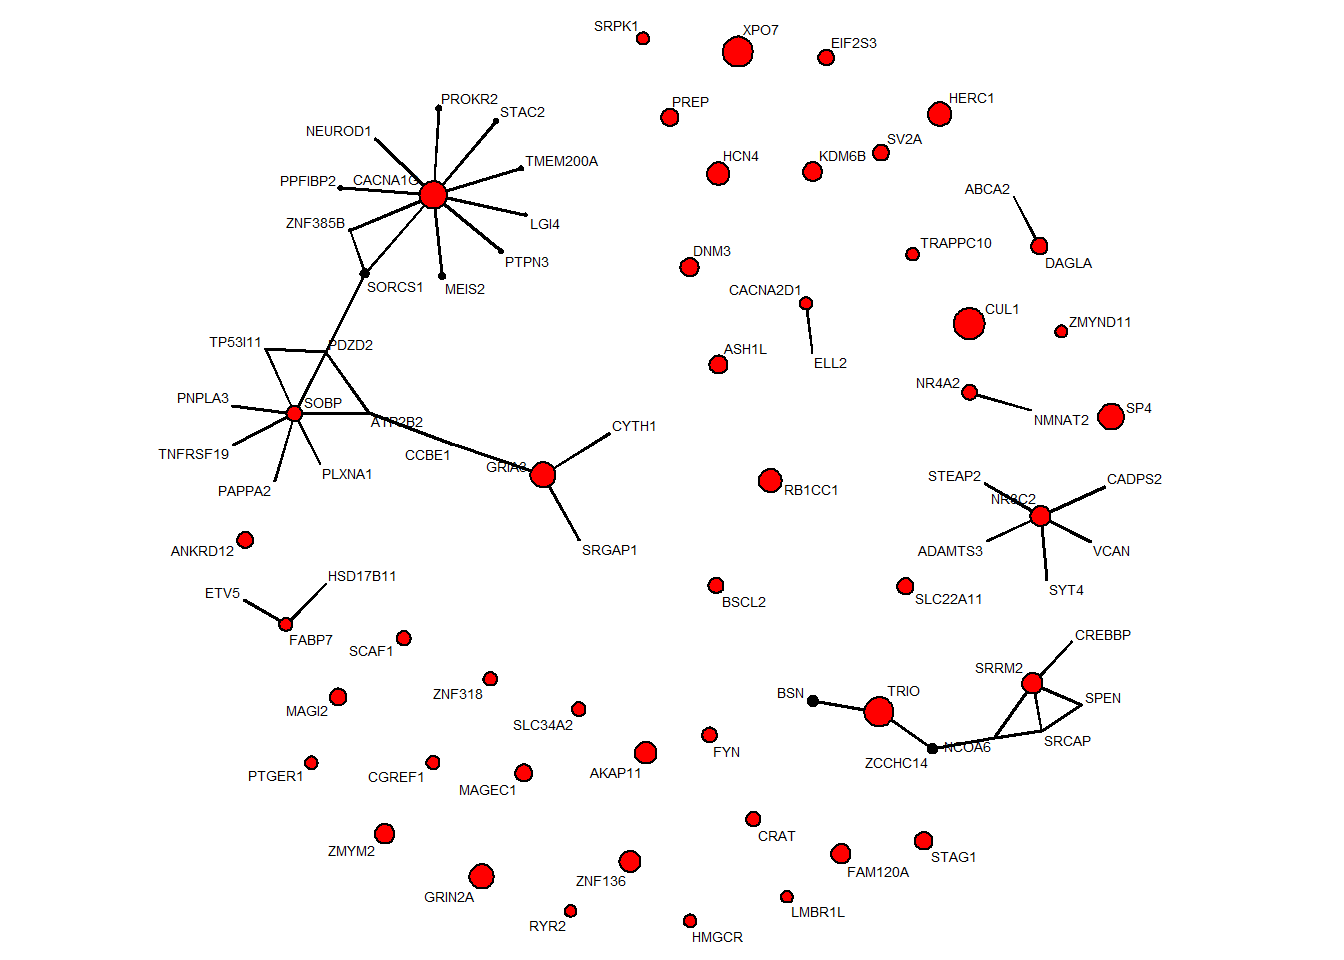 SRPK1
XPO7
EIF2S3
PROKR2
STAC2
PREP
HERC1
NEUROD1
SV2A
TMEM200A
HCN4
KDM6B
PPFIBP2
CACNA1G
ABCA2
ZNF385B
LGI4
TRAPPC10
DNM3
PTPN3
DAGLA
SORCS1
MEIS2
CACNA2D1
CUL1
ZMYND11
TP53I11
PDZD2
ASH1L
ELL2
NR4A2
PNPLA3
SOBP
SP4
NMNAT2
ATP2B2
CYTH1
TNFRSF19
CCBE1
GRIA3
PLXNA1
STEAP2
CADPS2
PAPPA2
RB1CC1
NR3C2
ANKRD12
SRGAP1
ADAMTS3
VCAN
HSD17B11
ETV5
SYT4
BSCL2
SLC22A11
FABP7
CREBBP
SCAF1
SRRM2
ZNF318
BSN
TRIO
SPEN
MAGI2
SLC34A2
FYN
NCOA6
SRCAP
ZCCHC14
PTGER1
CGREF1
AKAP11
MAGEC1
CRAT
ZMYM2
STAG1
FAM120A
ZNF136
GRIN2A
RYR2
LMBR1L
HMGCR